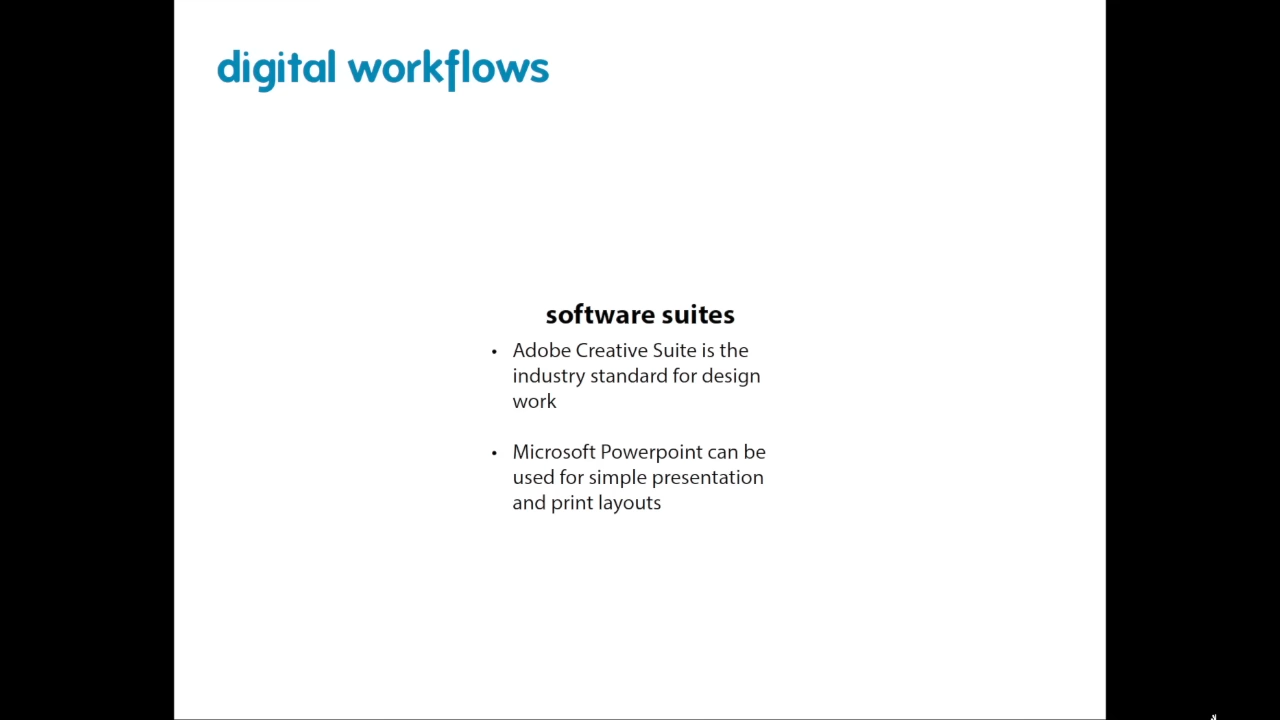 digital workflows
software suites
• Adobe Creative Suite is the
industry standard for design
work
• Microsoft Powerpoint can be
used for simple presentation
and print layouts